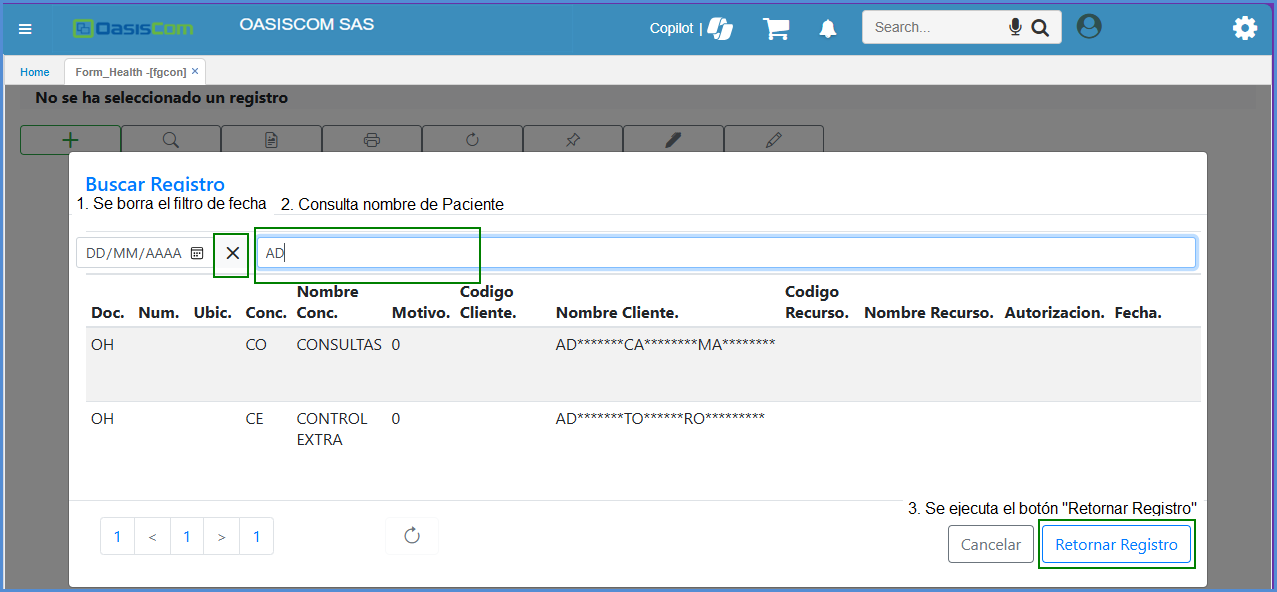 OasisCom
OASISCOM SAS
Copilot |
Search...
Home
Form_Health -[fgcon] ×
No se ha seleccionado un registro
Buscar Registro
1. Se borra el filtro de fecha
2. Consulta nombre de Paciente
DD/MM/AAAA
AD
Doc. Num. Ubic. Conc. Nombre Conc. Motivo. Codigo Cliente. Nombre Cliente. Codigo Recurso. Nombre Recurso. Autorizacion. Fecha.
OH CO CONSULTAS 0 AD*******CA********MA********
OH CE CONTROL EXTRA 0 AD*******TO******RO*********
3. Se ejecuta el botón "Retornar Registro"
1 < 1 > 1
Cancelar
Retornar Registro